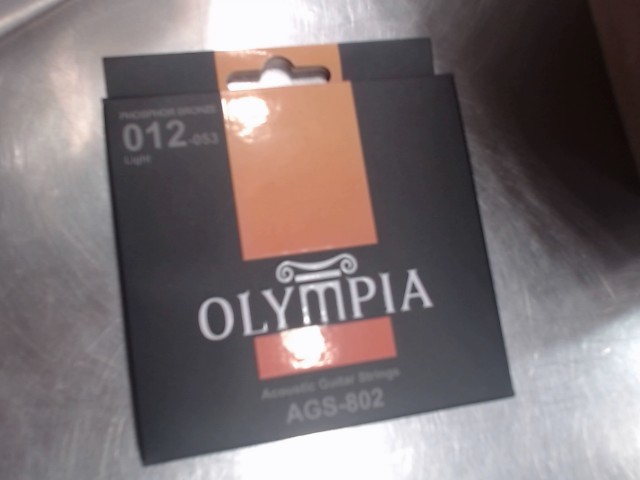 PHOSPHOR BRONZE
012-053
Light
OLYMPIA
Acoustic Guitar Strings
AGS-802